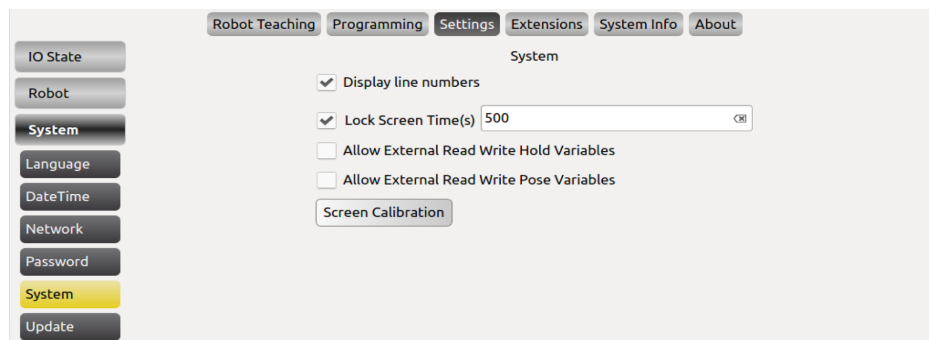 Robot Teaching Programming Settings Extensions System Info About
IO State
Robot
System
Language
DateTime
Network
Password
System
Update
System
Display line numbers
Lock Screen Time(s) 500
Allow External Read Write Hold Variables
Allow External Read Write Pose Variables
Screen Calibration